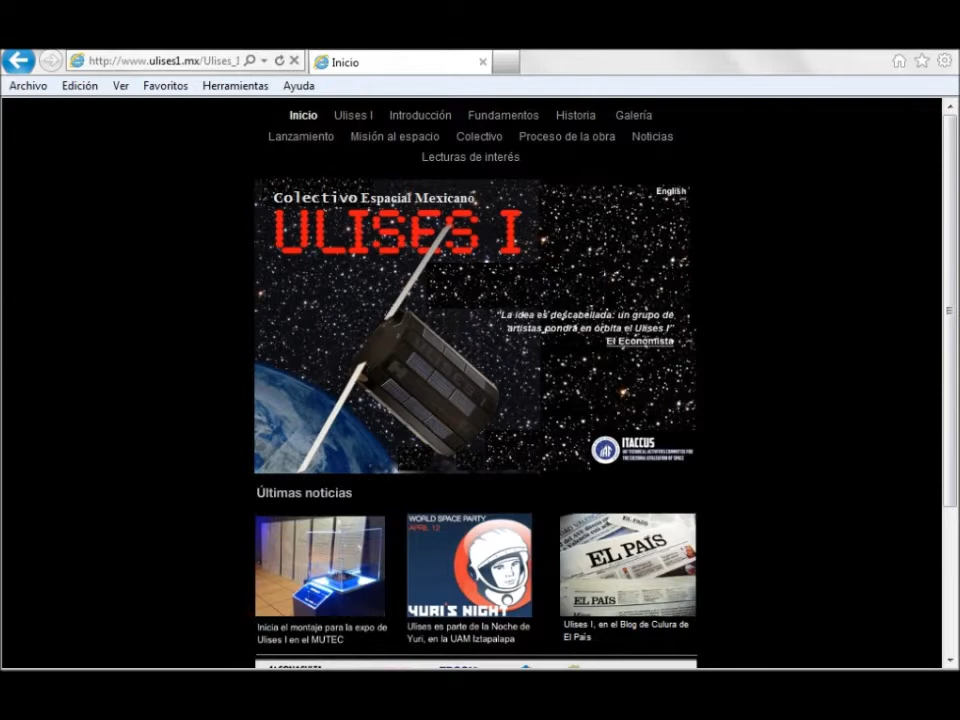 http://www.ulises1.mx/Ulises_I
Inicio
Archivo Edición Ver Favoritos Herramientas Ayuda
Inicio Ulises I Introducción Fundamentos Historia Galería
Lanzamiento Misión al espacio Colectivo Proceso de la obra Noticias
Lecturas de interés
English
Colectivo Espacial Mexicano
ULISES I
"La idea es descabellada: un grupo de
artistas pondrá en órbita el Ulises I"
El Economista
ITACCUS
Últimas noticias
WORLD SPACE PARTY
APRIL 12
YURI'S NIGHT
EL PAIS
EL PAIS
Inicia el montaje para la expo de
Ulises I en el MUTEC
Ulises es parte de la Noche de
Yuri, en la UAM Iztapalapa
Ulises I, en el Blog de Culura de
El País